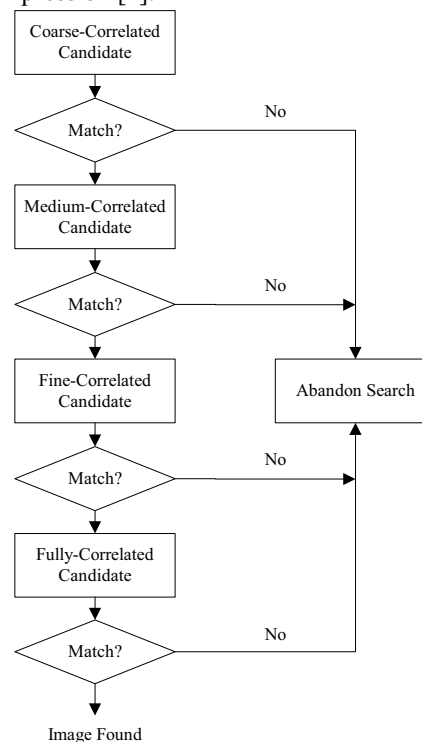 Coarse-Correlated
Candidate
No
Match?
Medium-Correlated
Candidate
No
Match?
Fine-Correlated
Candidate
Abandon Search
No
Match?
Fully-Correlated
Candidate
No
Match?
Image Found